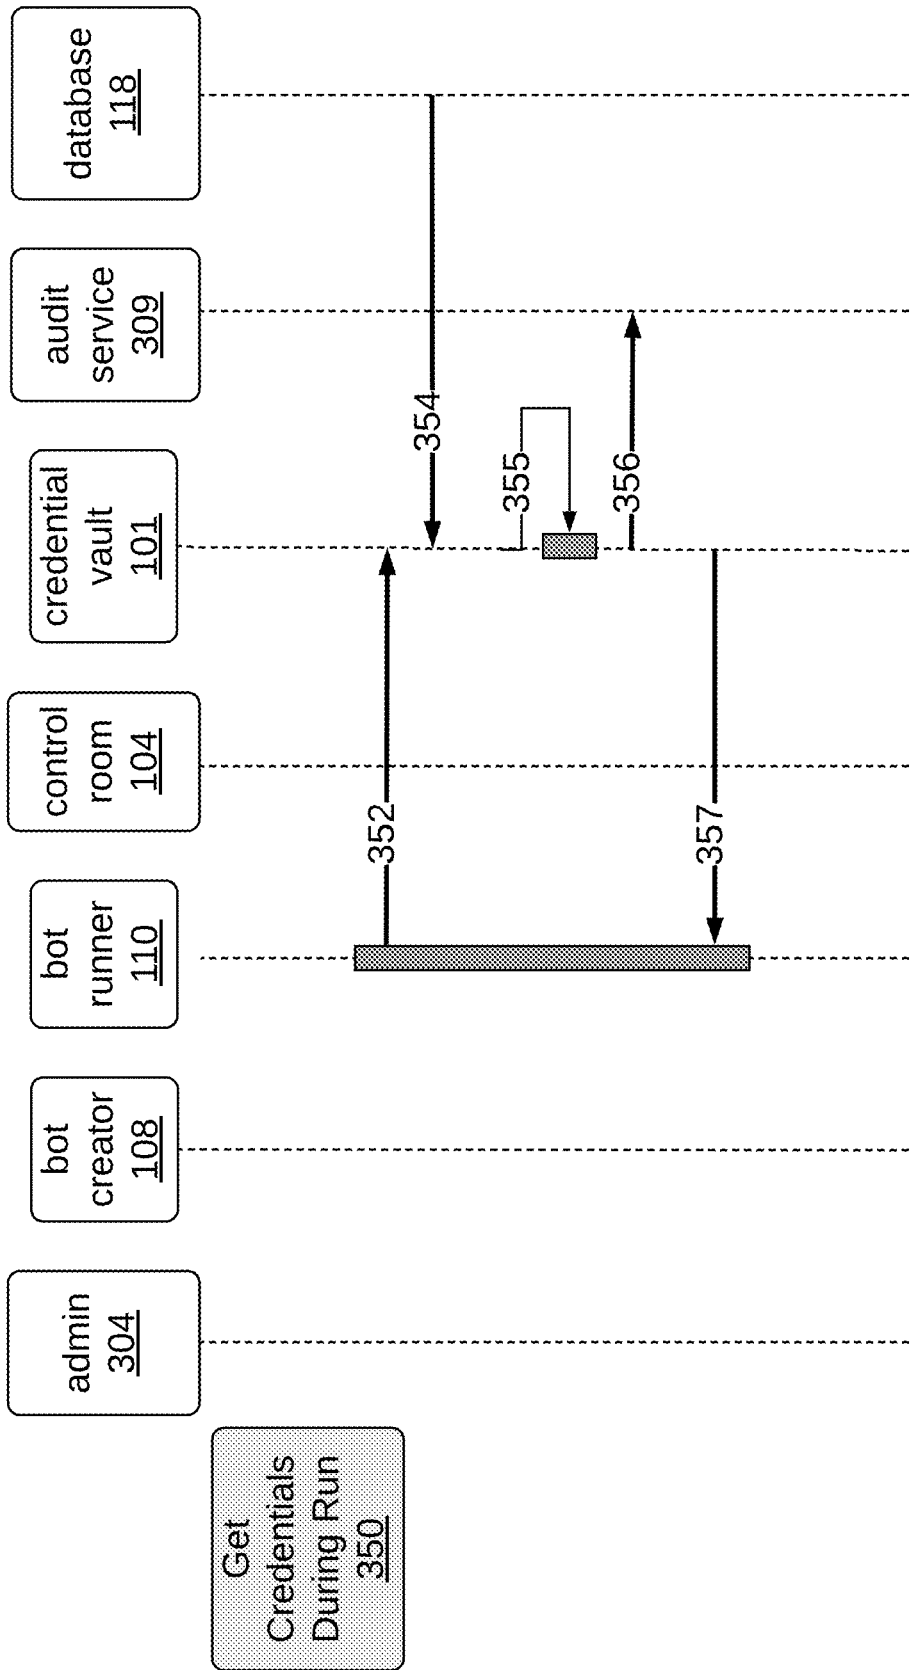 Get
Credentials
During Run
350
admin
304
bot
creator
108
bot
runner
110
control
room
104
credential
vault
101
audit
service
309
database
118
352
354
355
356
357